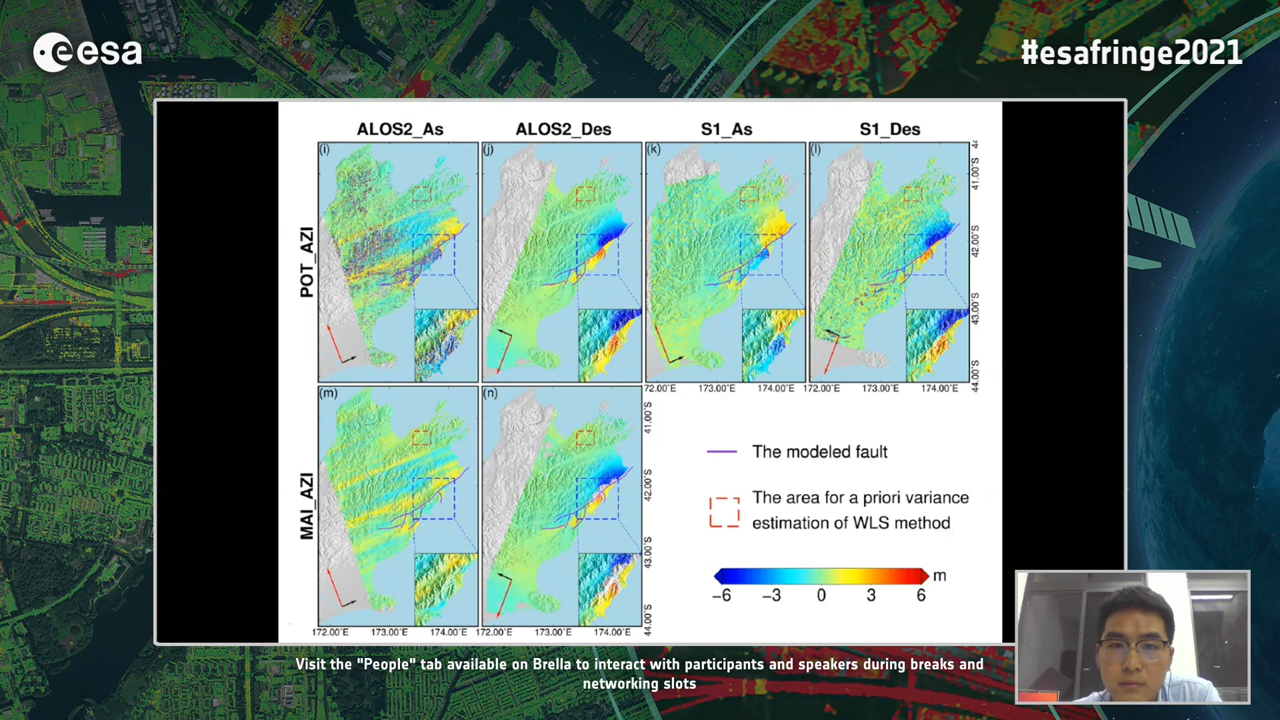 esa
#esafringe2021
ALOS2_As
ALOS2_Des
S1_As
S1_Des
POT_AZI
(i)
(j)
(k)
(l)
44
41.00°S
42.00°S
43.00°S
44.00°S
72.00°E 173.00°E 174.00°E 172.00°E 173.00°E 174.00°E
MAI_AZI
(m)
(n)
41.00°S
42.00°S
43.00°S
44.00°S
172.00°E 173.00°E 174.00°E 172.00°E 173.00°E 174.00°E
The modeled fault
The area for a priori variance
estimation of WLS method
m
−6 −3 0 3 6
Visit the "People" tab available on Brella to interact with participants and speakers during breaks and
networking slots